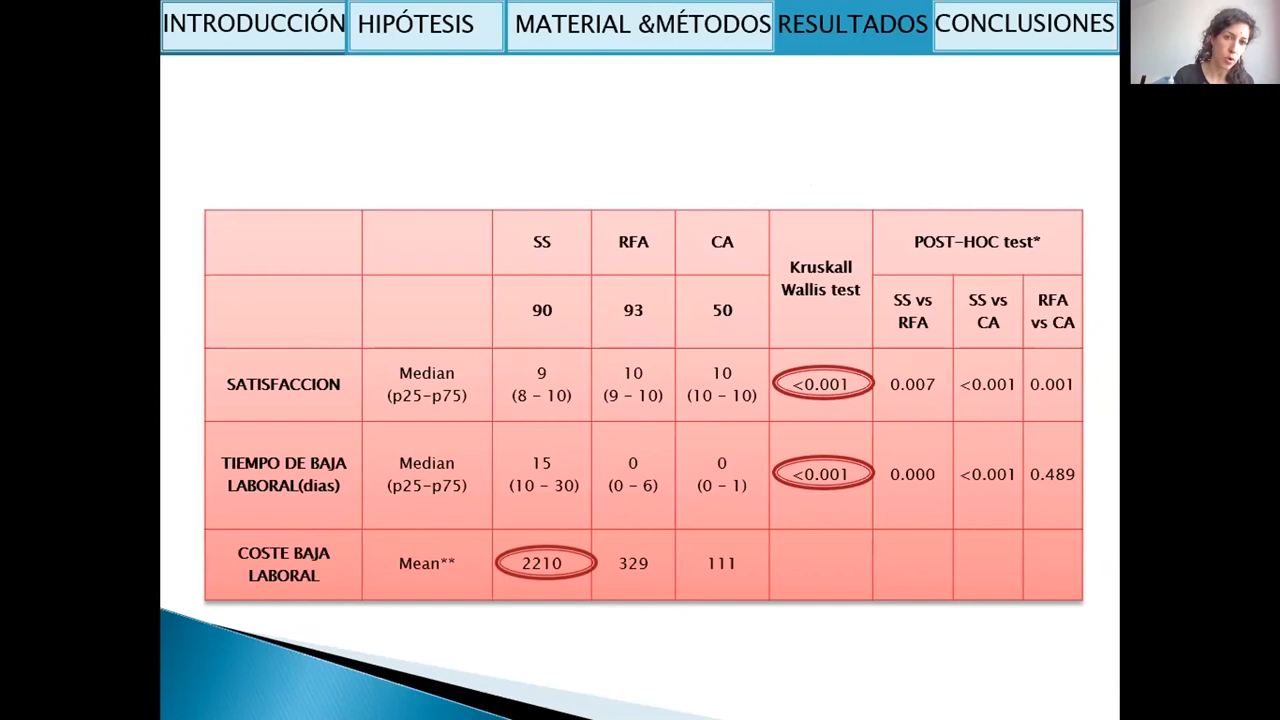 INTRODUCCIÓN HIPÓTESIS MATERIAL &MÉTODOS RESULTADOS CONCLUSIONES
SS RFA CA Kruskall Wallis test POST-HOC test*
90 93 50 SS vs RFA SS vs CA RFA vs CA
SATISFACCION Median (p25-p75) 9 (8 - 10) 10 (9 - 10) 10 (10 - 10) <0.001 0.007 <0.001 0.001
TIEMPO DE BAJA LABORAL(dias) Median (p25-p75) 15 (10 - 30) 0 (0 - 6) 0 (0 - 1) <0.001 0.000 <0.001 0.489
COSTE BAJA LABORAL Mean** 2210 329 111